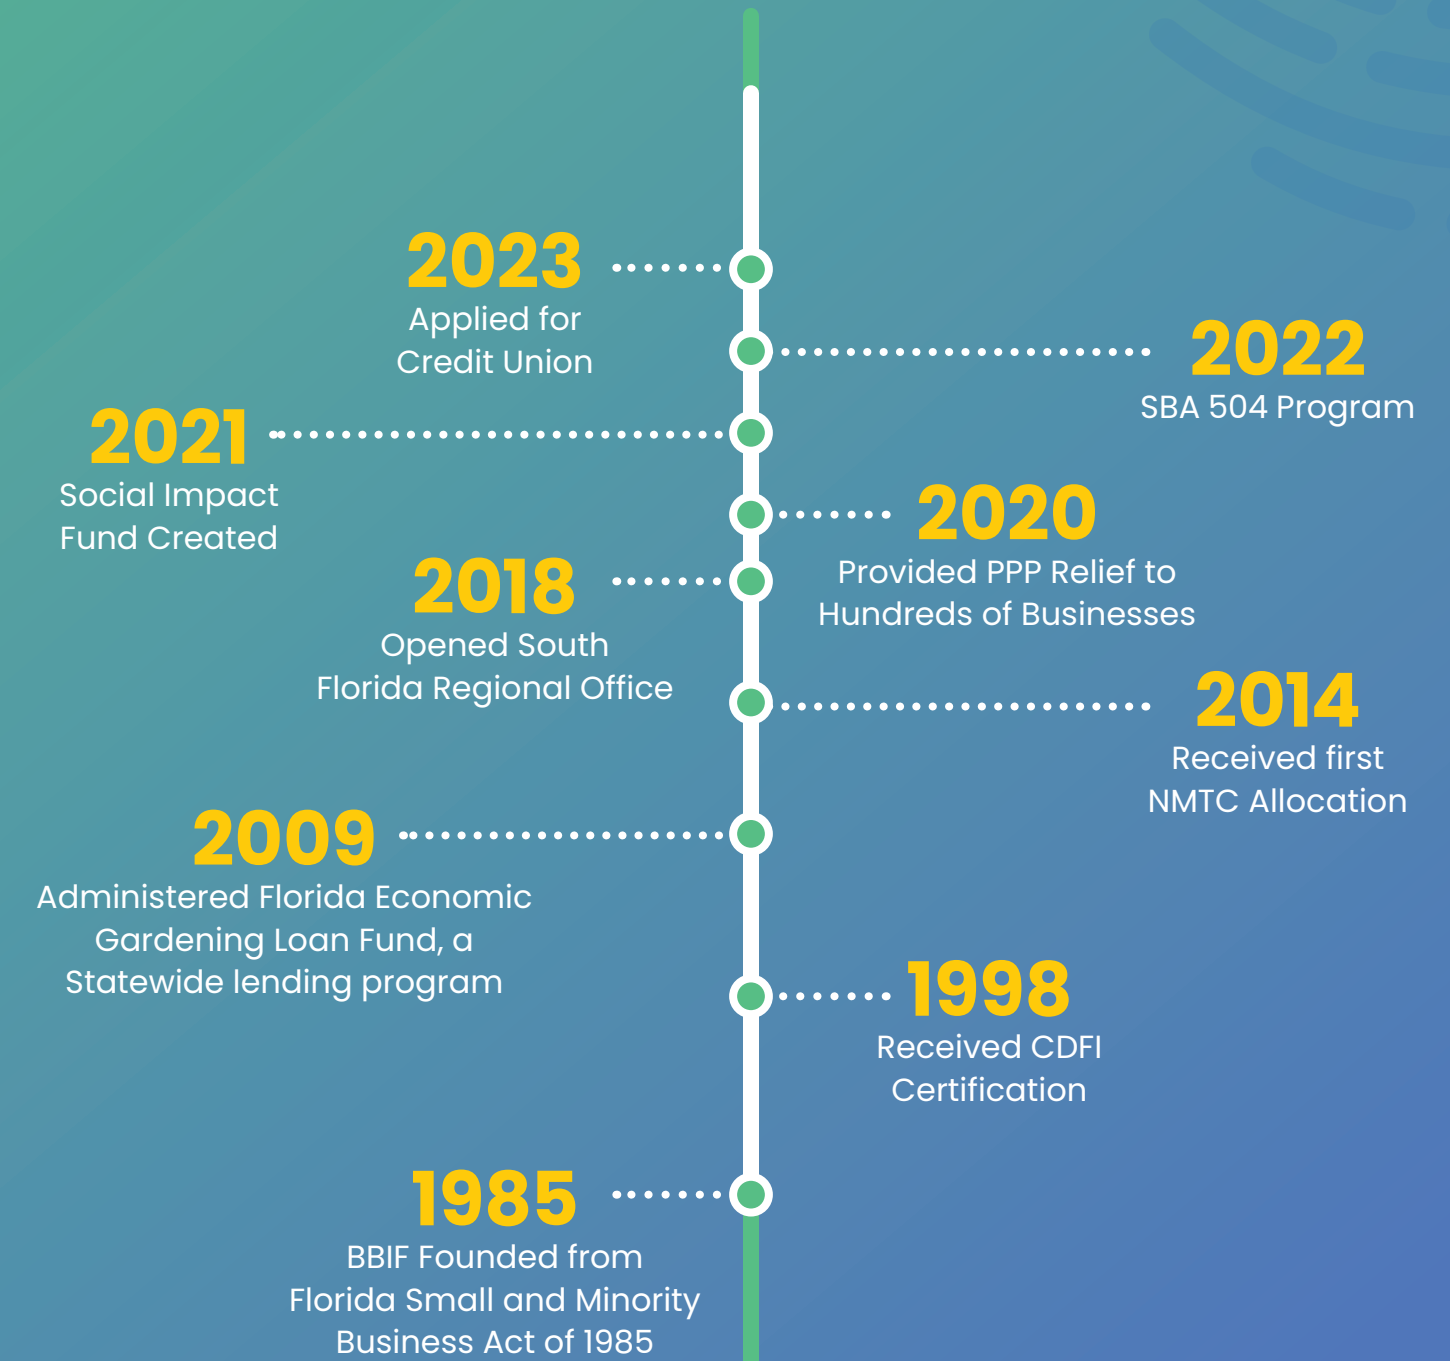 2023
Applied for
Credit Union
2022
SBA 504 Program
2021
Social Impact
Fund Created
2020
Provided PPP Relief to
Hundreds of Businesses
2018
Opened South
Florida Regional Office
2014
Received first
NMTC Allocation
2009
Administered Florida Economic
Gardening Loan Fund, a
Statewide lending program
1998
Received CDFI
Certification
1985
BBIF Founded from
Florida Small and Minority
Business Act of 1985